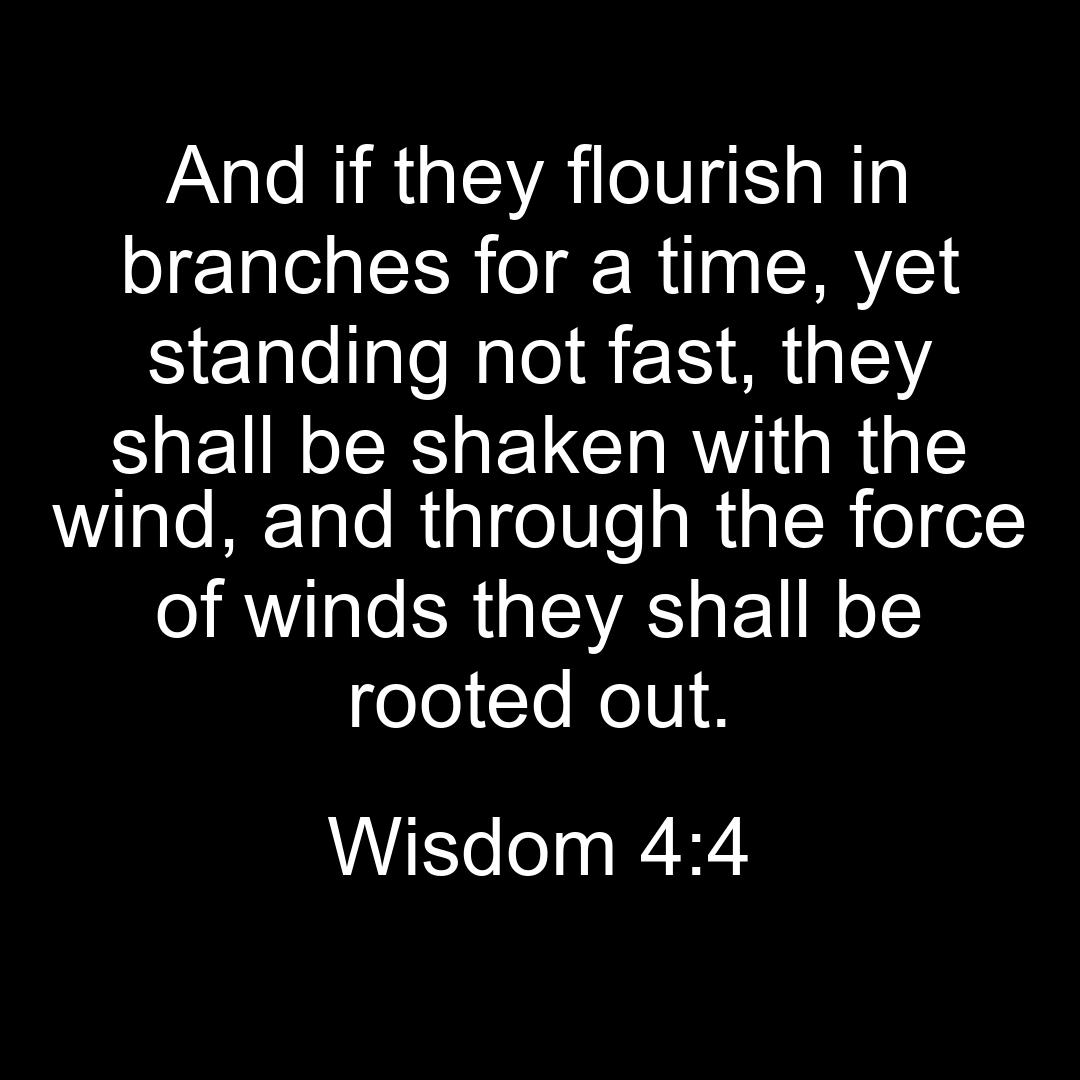 And if they flourish in
branches for a time, yet
standing not fast, they
shall be shaken with the
wind, and through the force
of winds they shall be
rooted out.
Wisdom 4:4